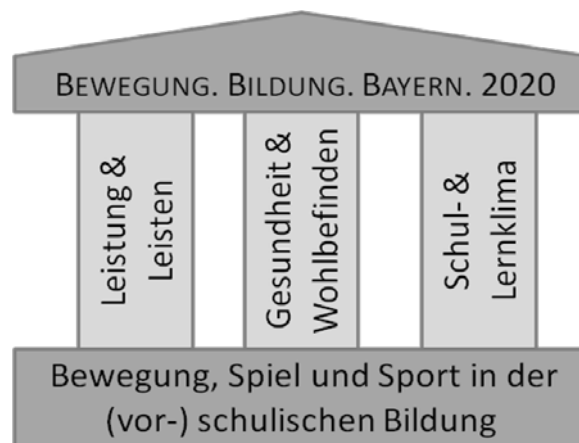 BEWEGUNG. BILDUNG. BAYERN. 2020
Leistung &
Leisten
Gesundheit &
Wohlbefinden
Schul- &
Lernklima
Bewegung, Spiel und Sport in der
(vor-) schulischen Bildung